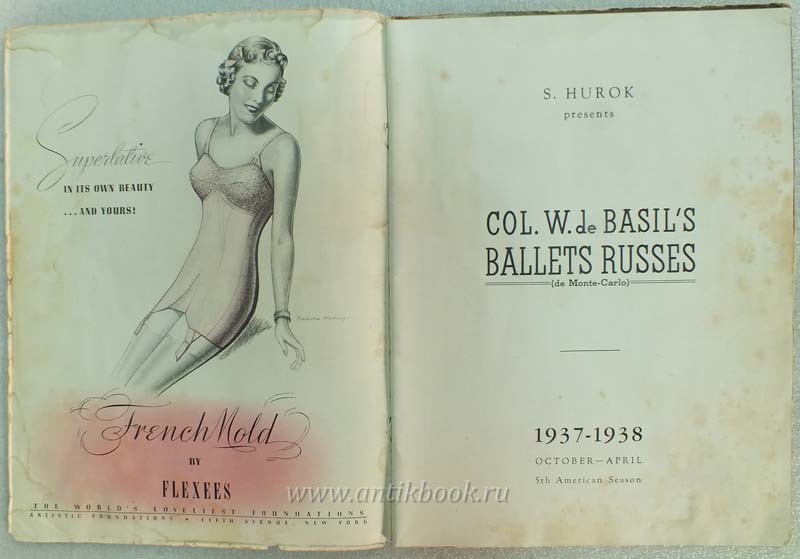 Superlative
IN ITS OWN BEAUTY
...AND YOURS!
French Mold
BY
FLEXEES
THE WORLD'S LOVELIEST FOUNDATIONS
ARTISTIC FOUNDATIONS • FIFTH AVENUE, NEW YORK
S. HUROK
presents
COL. W. de BASIL'S
BALLETS RUSSES
(de Monte-Carlo)
1937-1938
OCTOBER—APRIL
5th American Season
www.antikbook.ru